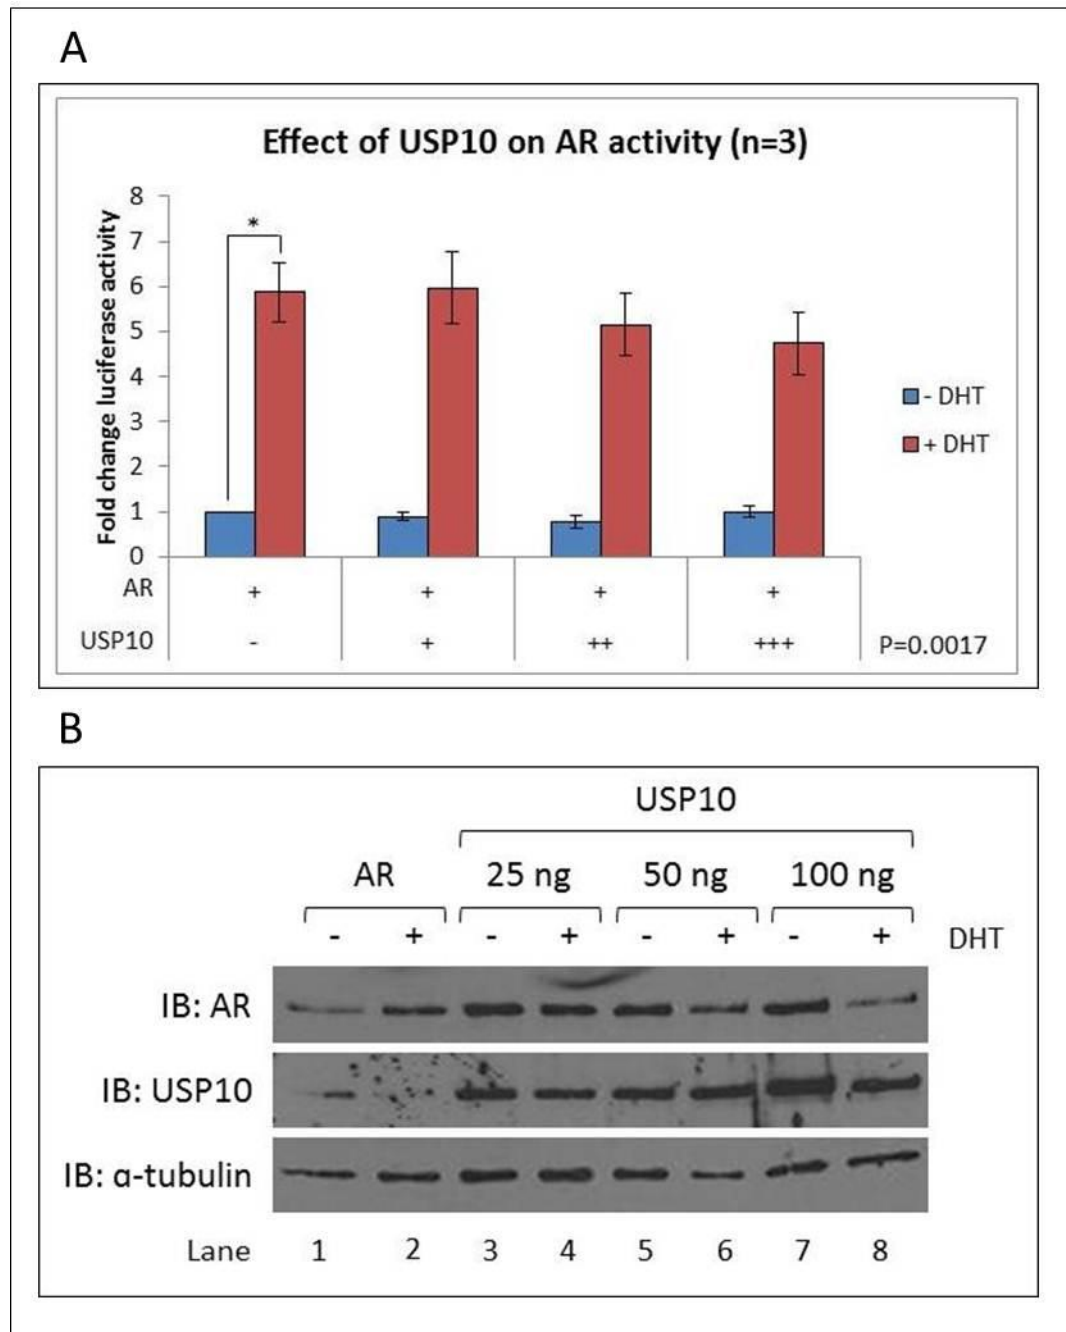 A
Effect of USP10 on AR activity (n=3)
*
Fold change luciferase activity
8
7
6
5
4
3
2
1
0
- DHT
+ DHT
AR + + + +
USP10 - + ++ +++ P=0.0017
B
USP10
AR 25 ng 50 ng 100 ng
- + - + - + - + DHT
IB: AR
IB: USP10
IB: α-tubulin
Lane 1 2 3 4 5 6 7 8